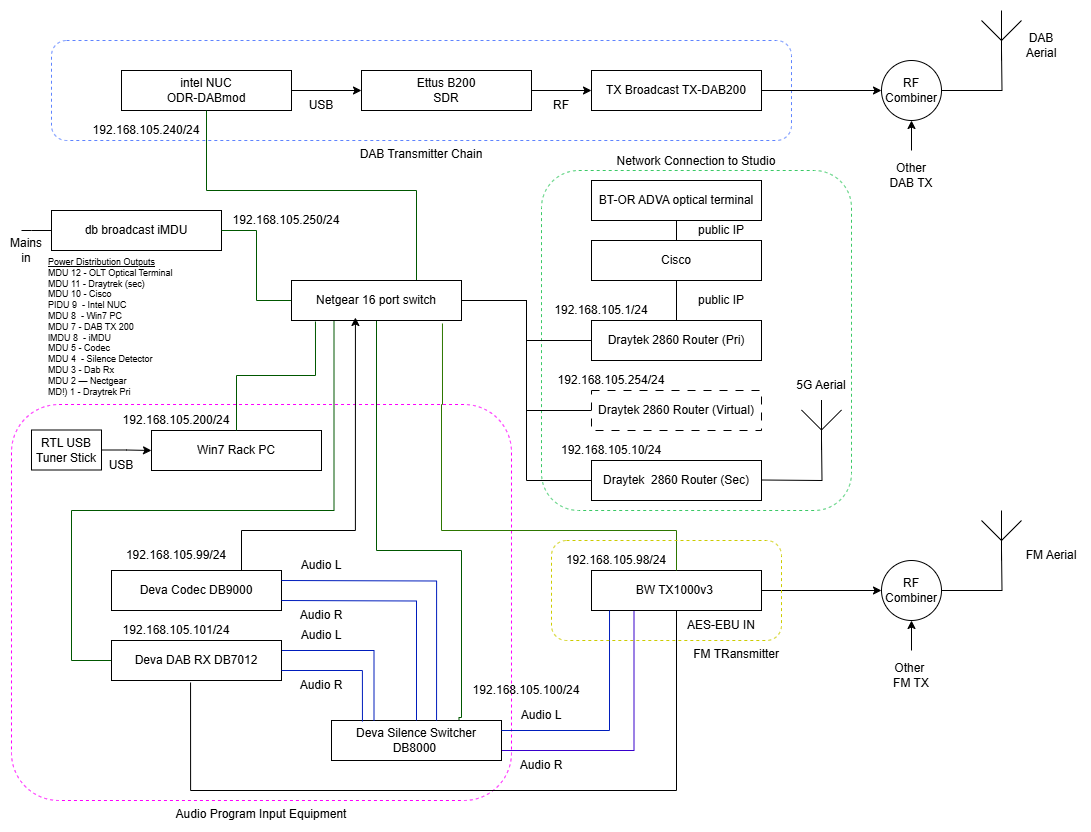 DAB
Aerial
intel NUC
ODR-DABmod
USB
Ettus B200
SDR
RF
TX Broadcast TX-DAB200
RF
Combiner
192.168.105.240/24
DAB Transmitter Chain
Other
DAB TX
Network Connection to Studio
BT-OR ADVA optical terminal
public IP
Cisco
public IP
192.168.105.1/24
Draytek 2860 Router (Pri)
192.168.105.254/24
Draytek 2860 Router (Virtual)
5G Aerial
192.168.105.10/24
Draytek  2860 Router (Sec)
192.168.105.250/24
db broadcast iMDU
Mains
in
Power Distribution Outputs
MDU 12 - OLT Optical Terminal
MDU 11 - Draytrek (sec)
MDU 10 - Cisco
PIDU 9  - Intel NUC
MDU 8  - Win7 PC
MDU 7 - DAB TX 200
IMDU 8  - iMDU
MDU 5 - Codec
MDU 4  - Silence Detector
MDU 3 - Dab Rx
MDU 2 — Nectgear
MD!) 1 - Draytrek Pri
Netgear 16 port switch
192.168.105.200/24
RTL USB
Tuner Stick
USB
Win7 Rack PC
192.168.105.99/24
Deva Codec DB9000
Audio L
Audio R
192.168.105.101/24
Deva DAB RX DB7012
Audio L
Audio R
192.168.105.100/24
Deva Silence Switcher
DB8000
Audio L
Audio R
Audio Program Input Equipment
192.168.105.98/24
BW TX1000v3
AES-EBU IN
FM TRansmitter
RF
Combiner
FM Aerial
Other
FM TX